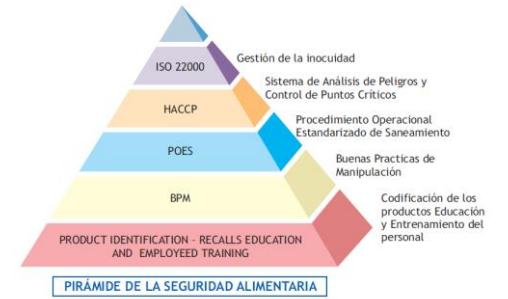 ISO 22000
Gestión de la inocuidad
HACCP
Sistema de Análisis de Peligros y
Control de Puntos Críticos
POES
Procedimiento Operacional
Estandarizado de Saneamiento
BPM
Buenas Practicas de
Manipulación
PRODUCT IDENTIFICATION - RECALLS EDUCATION
AND EMPLOYEED TRAINING
Codificación de los
productos Educación
y Entrenamiento del
personal
PIRÁMIDE DE LA SEGURIDAD ALIMENTARIA